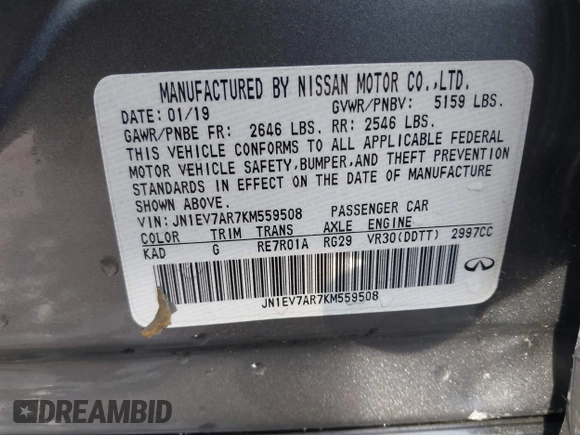 MANUFACTURED BY NISSAN MOTOR CO.,LTD.
DATE: 01/19 GVWR/PNBV: 5159 LBS.
GAWR/PNBE FR: 2646 LBS. RR: 2546 LBS.
THIS VEHICLE CONFORMS TO ALL APPLICABLE FEDERAL
MOTOR VEHICLE SAFETY,BUMPER,AND THEFT PREVENTION
STANDARDS IN EFFECT ON THE DATE OF MANUFACTURE
SHOWN ABOVE.
VIN: JN1EV7AR7KM559508 PASSENGER CAR
COLOR TRIM TRANS AXLE ENGINE
KAD G RE7R01A RG29 VR30(DDTT) 2997CC
JN1EV7AR7KM559508
DREAMBID